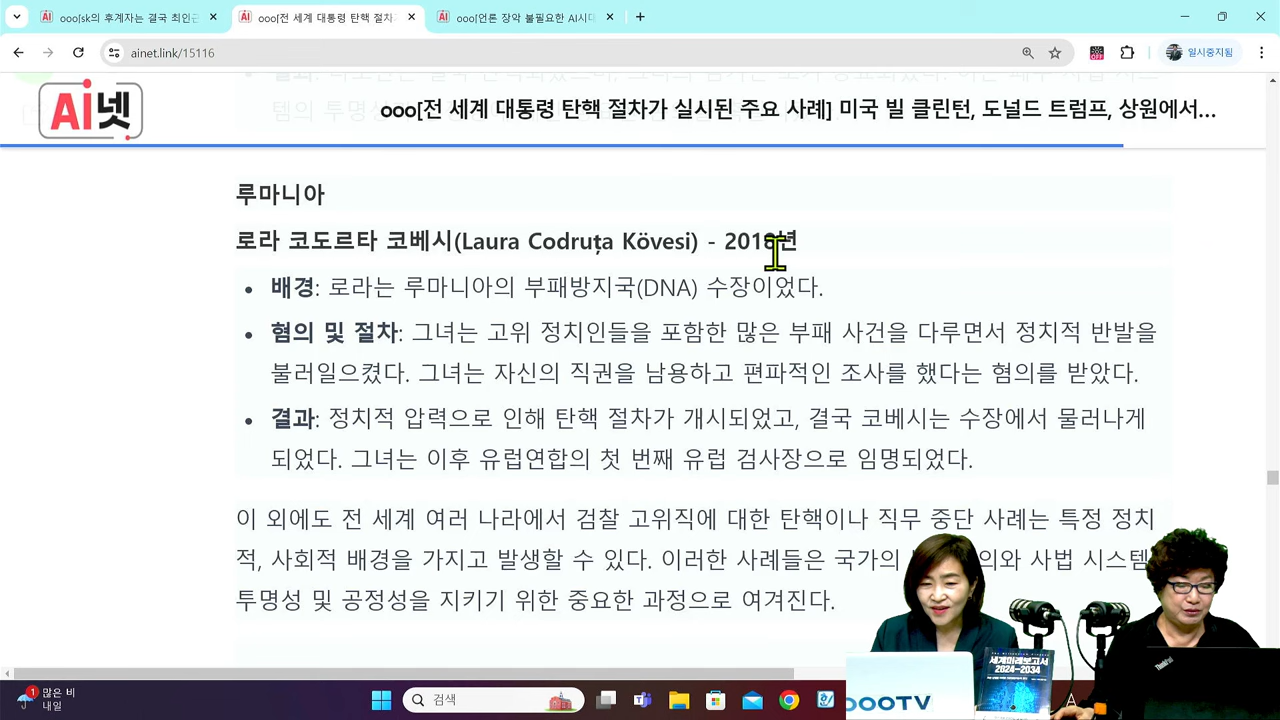 ooo[sk의 후계자는 결국 최인근
ooo[전 세계 대통령 탄핵 절차가
ooo[언론 장악 불필요한 AI시대
ainet.link/15116
OFF
일시중지됨
Ai넷
ooo[전 세계 대통령 탄핵 절차가 실시된 주요 사례] 미국 빌 클린턴, 도널드 트럼프, 상원에서...
루마니아
로라 코도르타 코베시(Laura Codruța Kövesi) - 2018년
배경: 로라는 루마니아의 부패방지국(DNA) 수장이었다.
혐의 및 절차: 그녀는 고위 정치인들을 포함한 많은 부패 사건을 다루면서 정치적 반발을
불러일으켰다. 그녀는 자신의 직권을 남용하고 편파적인 조사를 했다는 혐의를 받았다.
결과: 정치적 압력으로 인해 탄핵 절차가 개시되었고, 결국 코베시는 수장에서 물러나게
되었다. 그녀는 이후 유럽연합의 첫 번째 유럽 검사장으로 임명되었다.
이 외에도 전 세계 여러 나라에서 검찰 고위직에 대한 탄핵이나 직무 중단 사례는 특정 정치
적, 사회적 배경을 가지고 발생할 수 있다. 이러한 사례들은 국가의 의와 사법 시스템
투명성 및 공정성을 지키기 위한 중요한 과정으로 여겨진다.
세계미래보고서
2024-2034
ThinkPad
oooTV
1
많은 비
내일
검색